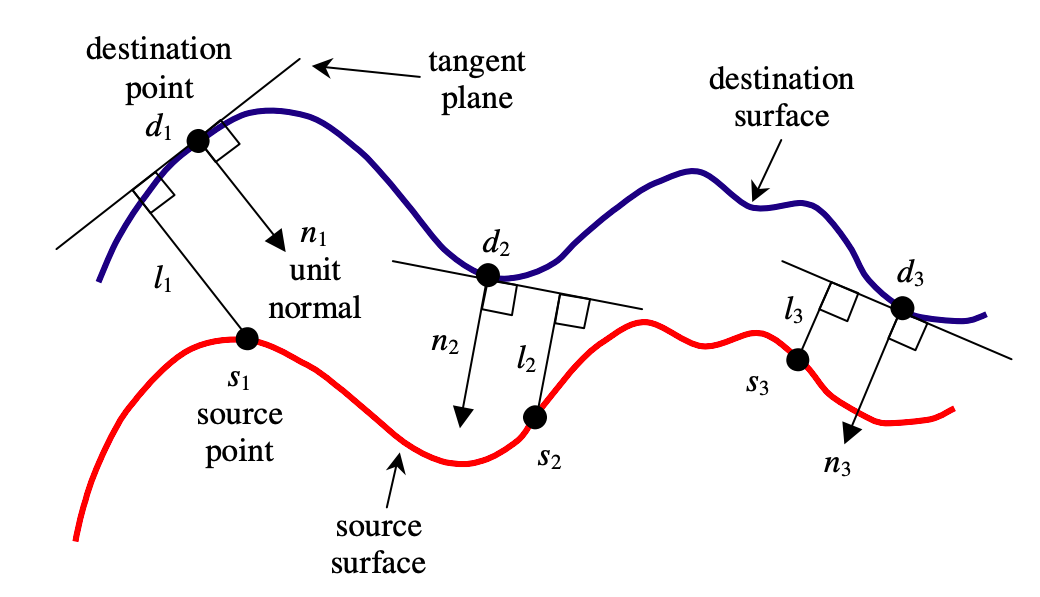 destination
point
d1
tangent
plane
destination
surface
n1
unit
normal
l1
d2
d3
n2
l2
l3
s1
source
point
s2
s3
n3
source
surface